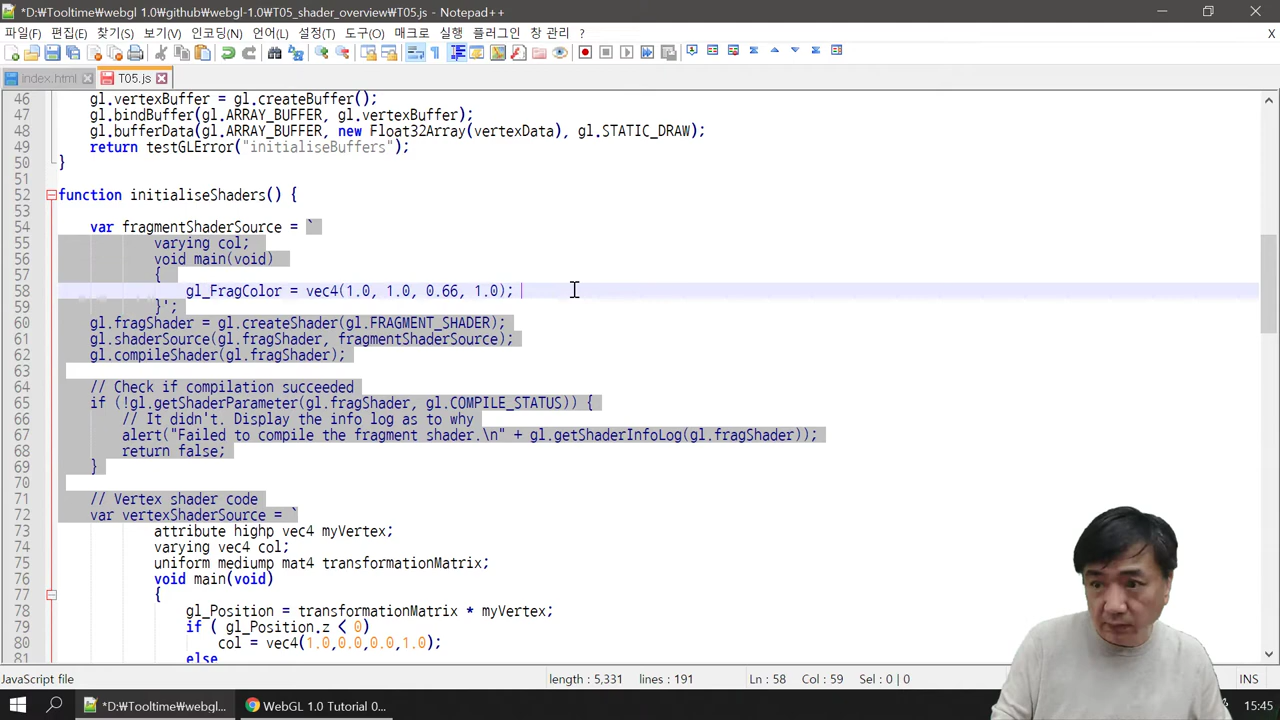 *D:₩Tooltime₩webgl 1.0₩github₩webgl-1.0₩T05_shader_overview₩T05.js - Notepad++
파일(F) 편집(E) 찾기(S) 보기(V) 인코딩(N) 언어(L) 설정(T) 도구(O) 매크로 실행 플러그인 창 관리 ? X
index.html T05.js
46 gl.vertexBuffer = gl.createBuffer();
47 gl.bindBuffer(gl.ARRAY_BUFFER, gl.vertexBuffer);
48 gl.bufferData(gl.ARRAY_BUFFER, new Float32Array(vertexData), gl.STATIC_DRAW);
49 return testGLError("initialiseBuffers");
50 }
51
52 function initialiseShaders() {
53
54 var fragmentShaderSource = `
55 varying col;
56 void main(void)
57 {
58 gl_FragColor = vec4(1.0, 1.0, 0.66, 1.0);
59 }';
60 gl.fragShader = gl.createShader(gl.FRAGMENT_SHADER);
61 gl.shaderSource(gl.fragShader, fragmentShaderSource);
62 gl.compileShader(gl.fragShader);
63
64 // Check if compilation succeeded
65 if (!gl.getShaderParameter(gl.fragShader, gl.COMPILE_STATUS)) {
66 // It didn't. Display the info log as to why
67 alert("Failed to compile the fragment shader.\n" + gl.getShaderInfoLog(gl.fragShader));
68 return false;
69 }
70
71 // Vertex shader code
72 var vertexShaderSource = `
73 attribute highp vec4 myVertex;
74 varying vec4 col;
75 uniform mediump mat4 transformationMatrix;
76 void main(void)
77 {
78 gl_Position = transformationMatrix * myVertex;
79 if ( gl_Position.z < 0)
80 col = vec4(1.0,0.0,0.0,1.0);
81 else
JavaScript file length : 5,331 lines : 191 Ln : 58 Col : 59 Sel : 0 | 0 INS
*D:₩Tooltime₩webgl... WebGL 1.0 Tutorial 0... 15:45